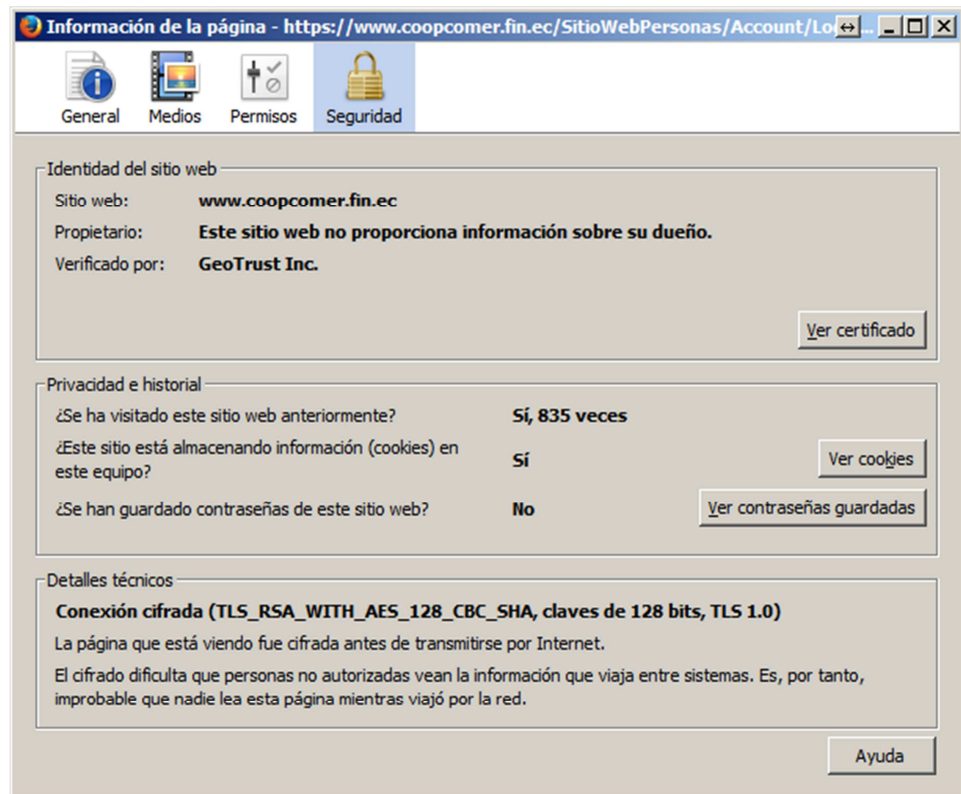 Información de la página - https://www.coopcomer.fin.ec/SitioWebPersonas/Account/Lo...
General Medios Permisos Seguridad
Identidad del sitio web
Sitio web: www.coopcomer.fin.ec
Propietario: Este sitio web no proporciona información sobre su dueño.
Verificado por: GeoTrust Inc.
Ver certificado
Privacidad e historial
¿Se ha visitado este sitio web anteriormente? Sí, 835 veces
¿Este sitio está almacenando información (cookies) en
este equipo?
Sí Ver cookies
¿Se han guardado contraseñas de este sitio web? No Ver contraseñas guardadas
Detalles técnicos
Conexión cifrada (TLS_RSA_WITH_AES_128_CBC_SHA, claves de 128 bits, TLS 1.0)
La página que está viendo fue cifrada antes de transmitirse por Internet.
El cifrado dificulta que personas no autorizadas vean la información que viaja entre sistemas. Es, por tanto,
improbable que nadie lea esta página mientras viajó por la red.
Ayuda